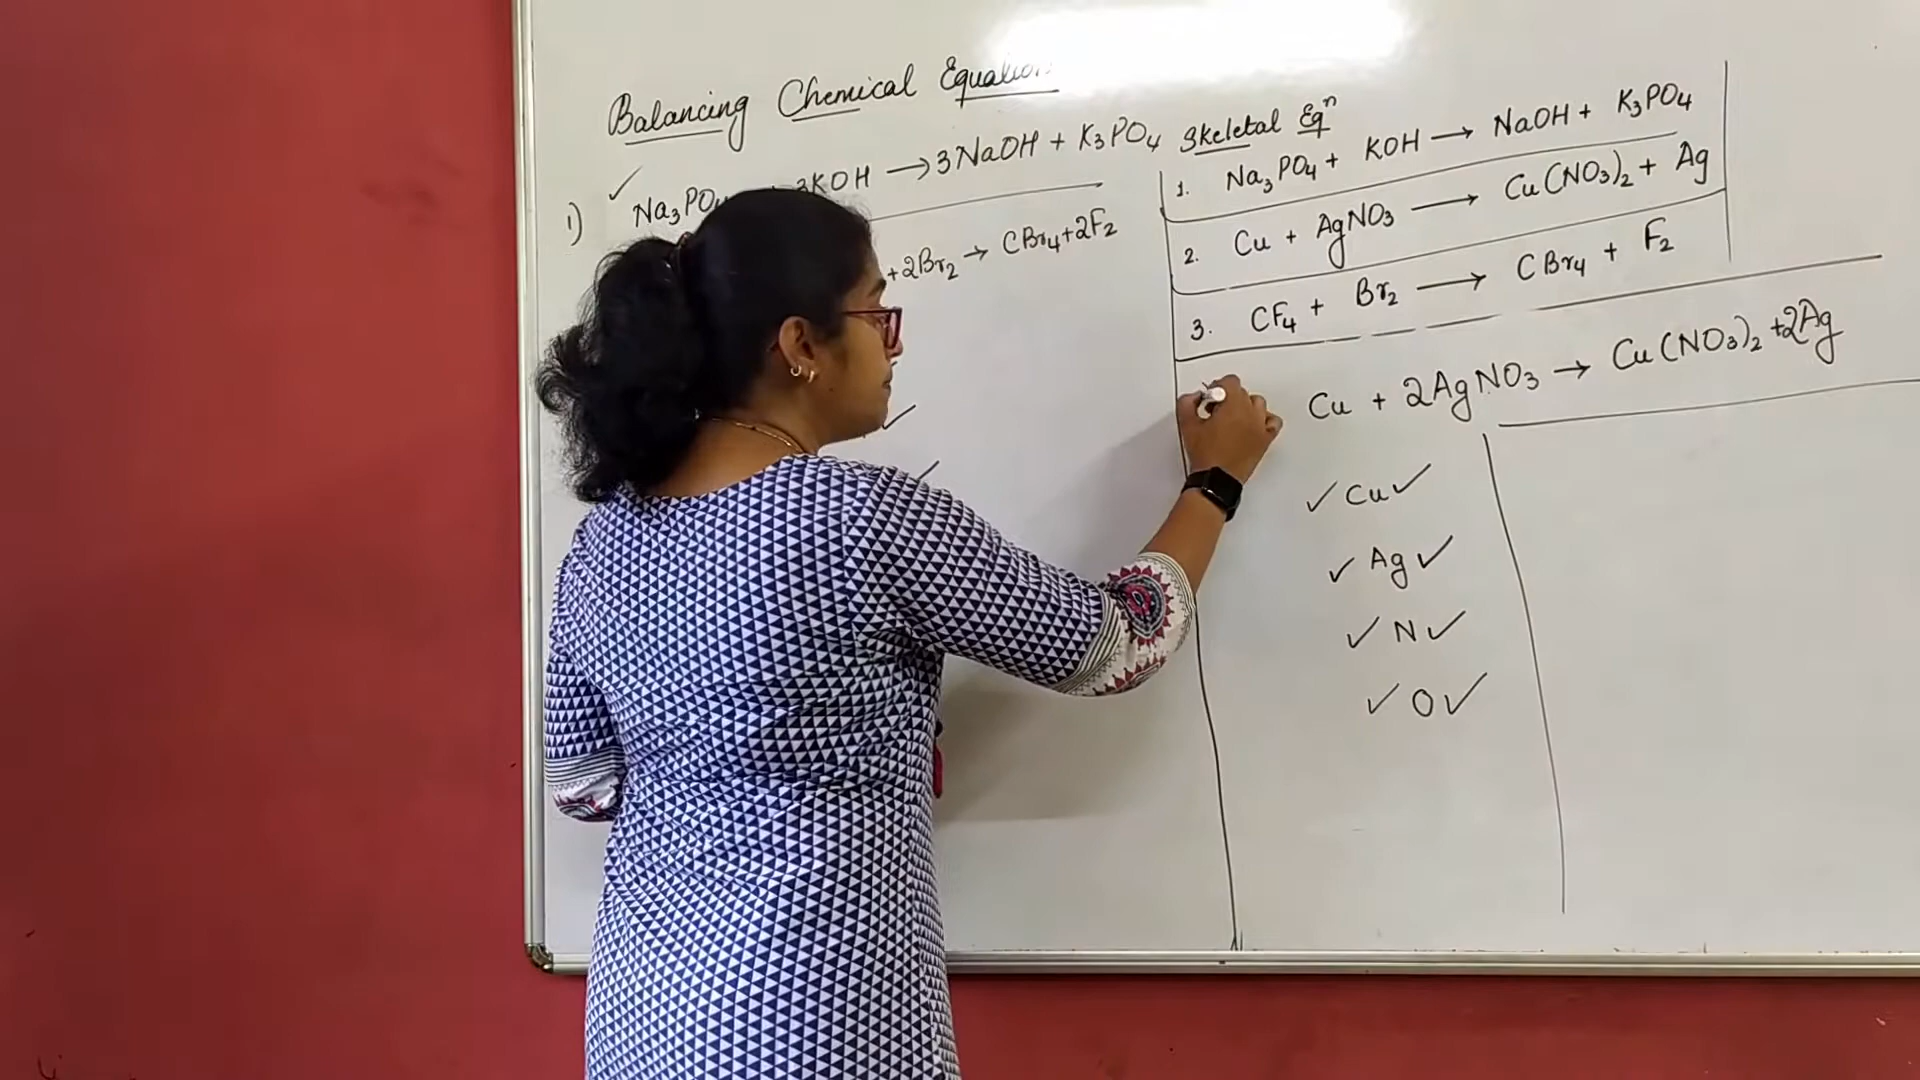 Balancing Chemical Equation
1) Na₃PO₄ 3KOH → 3NaOH + K₃PO₄
+2Br₂ → CBr₄+2F₂
✓
✓
Skeletal Eqⁿ
1. Na₃PO₄ + KOH → NaOH + K₃PO₄
2. Cu + AgNO₃ → Cu(NO₃)₂ + Ag
3. CF₄ + Br₂ → CBr₄ + F₂
Cu + 2AgNO₃ → Cu(NO₃)₂ +2Ag
✓ Cu ✓
✓ Ag ✓
✓ N ✓
✓ O ✓